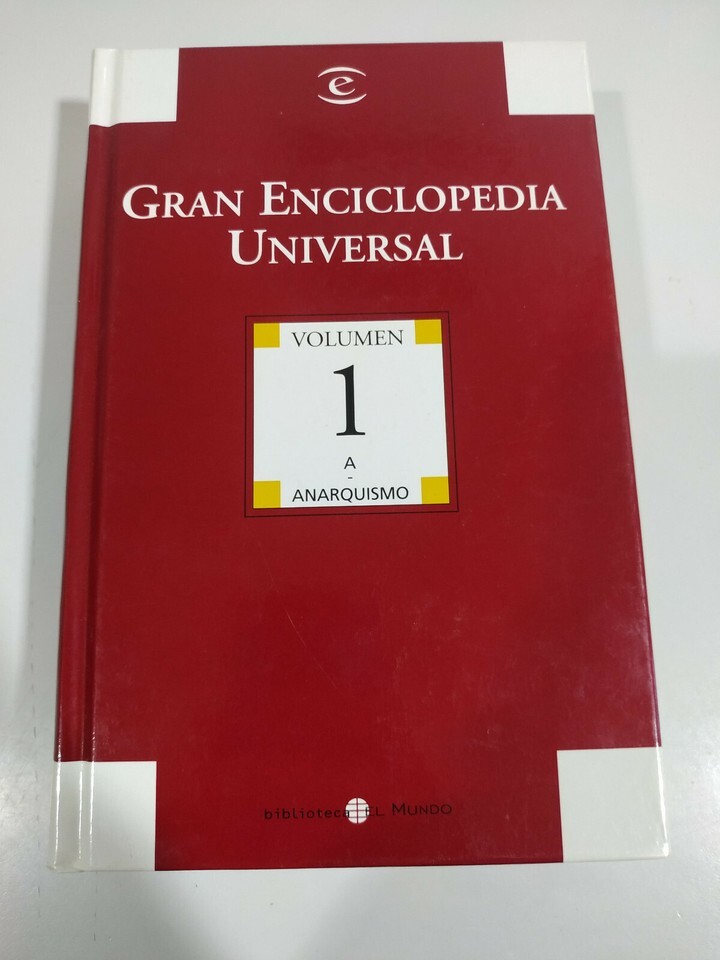 e
GRAN ENCICLOPEDIA
UNIVERSAL
VOLUMEN
1
A
-
ANARQUISMO
biblioteca EL MUNDO